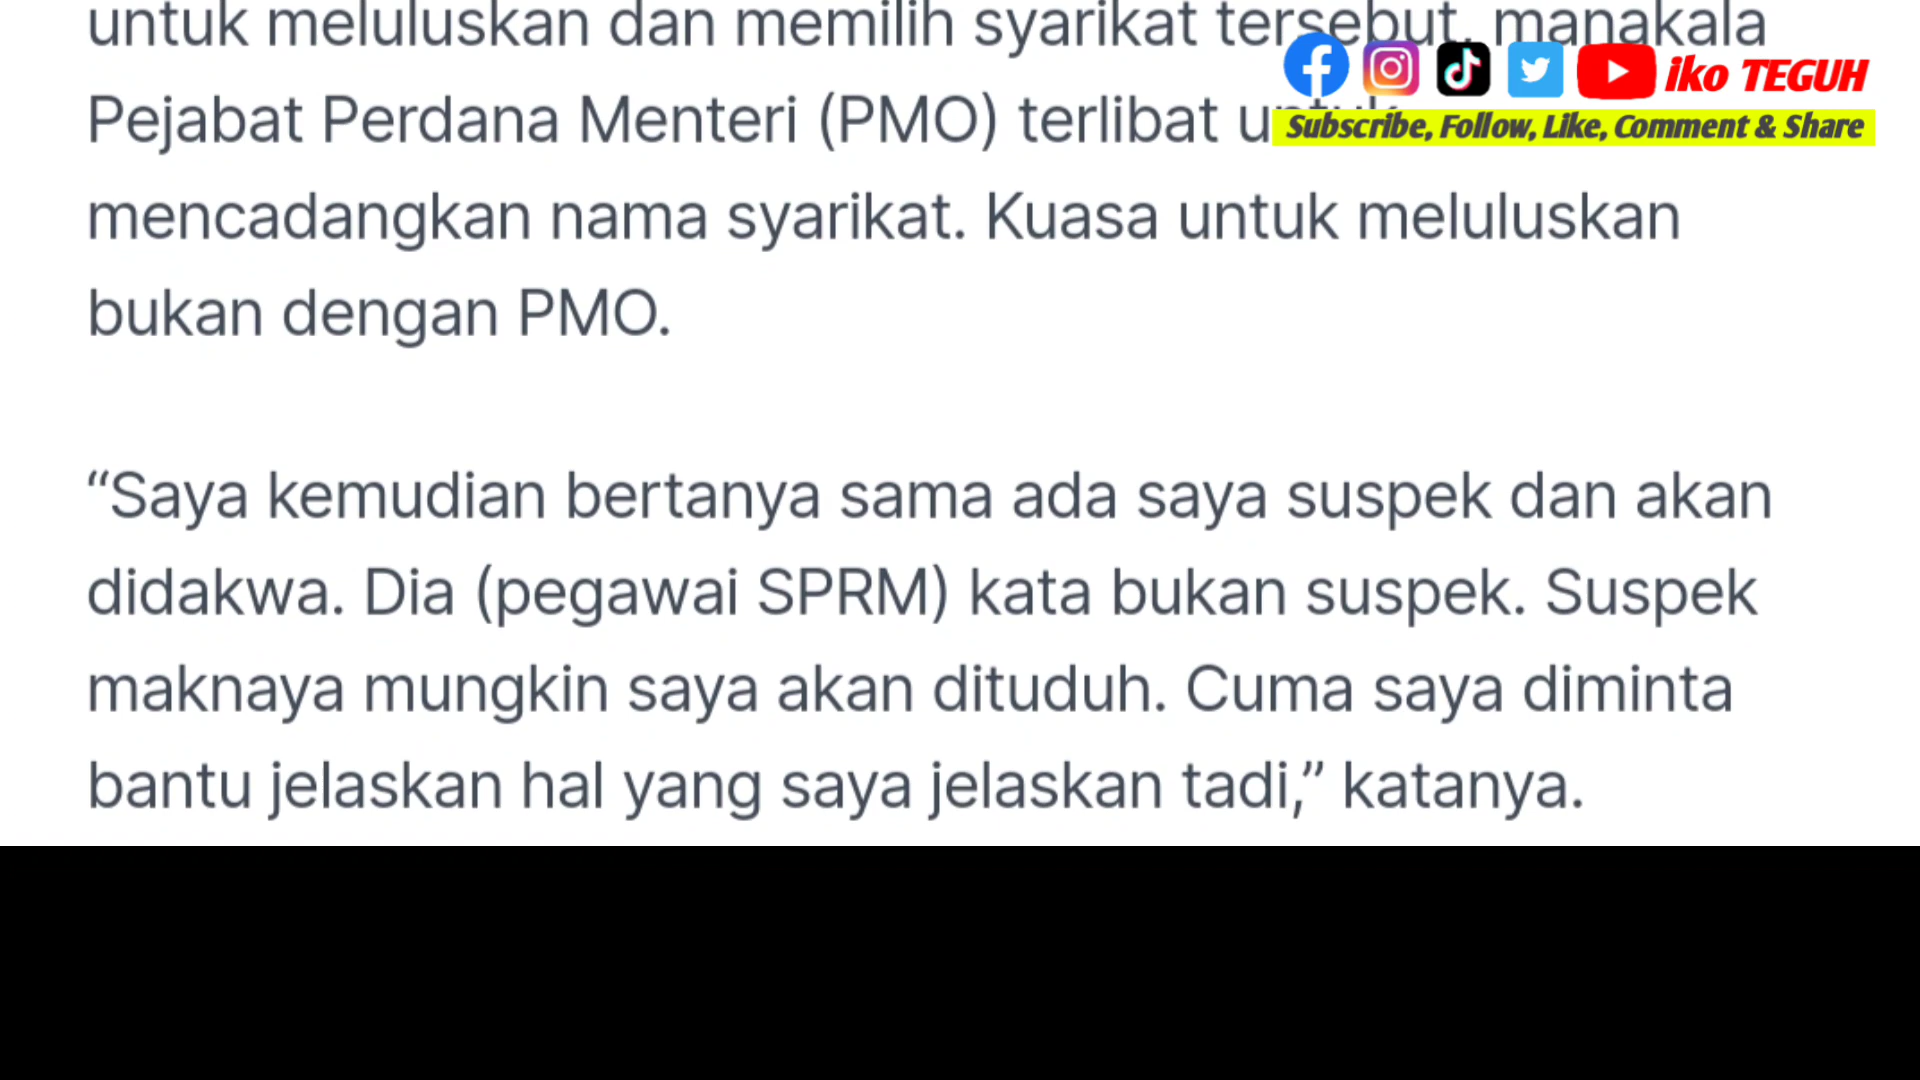 untuk meluluskan dan memilih syarikat tersebut, manakala
Pejabat Perdana Menteri (PMO) terlibat untuk
mencadangkan nama syarikat. Kuasa untuk meluluskan
bukan dengan PMO.
“Saya kemudian bertanya sama ada saya suspek dan akan
didakwa. Dia (pegawai SPRM) kata bukan suspek. Suspek
maknaya mungkin saya akan dituduh. Cuma saya diminta
bantu jelaskan hal yang saya jelaskan tadi,” katanya.
iko TEGUH
Subscribe, Follow, Like, Comment & Share